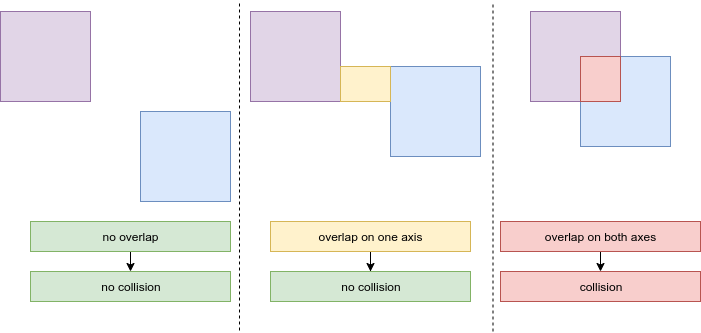 no overlap
overlap on one axis
overlap on both axes
no collision
no collision
collision